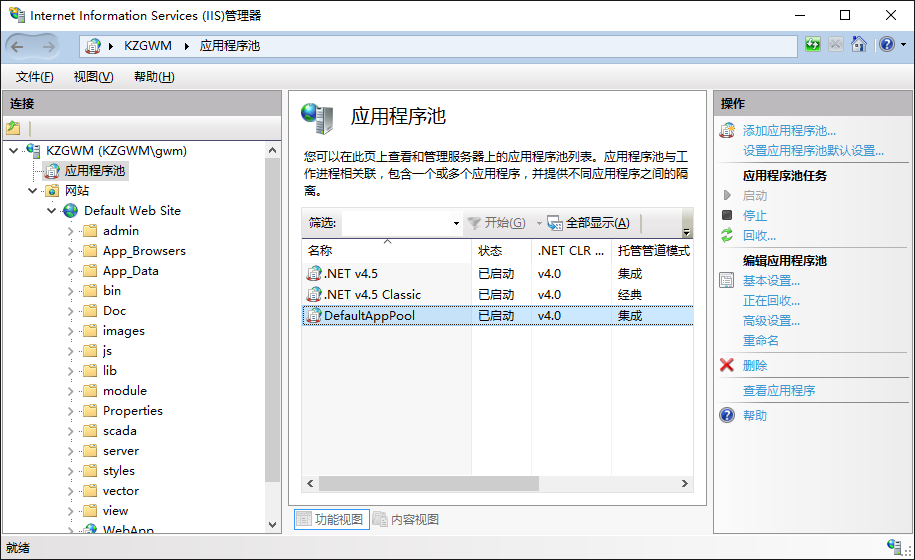 Internet Information Services (IIS)管理器
KZGWM
应用程序池
文件(F) 视图(V) 帮助(H)
连接
KZGWM (KZGWM\gwm)
应用程序池
网站
Default Web Site
admin
App_Browsers
App_Data
bin
Doc
images
js
lib
module
Properties
scada
server
styles
vector
view
WebApp
应用程序池
您可以在此页上查看和管理服务器上的应用程序池列表。应用程序池与工
作进程相关联，包含一个或多个应用程序，并提供不同应用程序之间的隔
离。
筛选: 开始(G) 全部显示(A)
名称 状态 .NET CLR ... 托管管道模式
.NET v4.5 已启动 v4.0 集成
.NET v4.5 Classic 已启动 v4.0 经典
DefaultAppPool 已启动 v4.0 集成
功能视图 内容视图
操作
添加应用程序池...
设置应用程序池默认设置...
应用程序池任务
启动
停止
回收...
编辑应用程序池
基本设置...
正在回收...
高级设置...
重命名
删除
查看应用程序
帮助
就绪